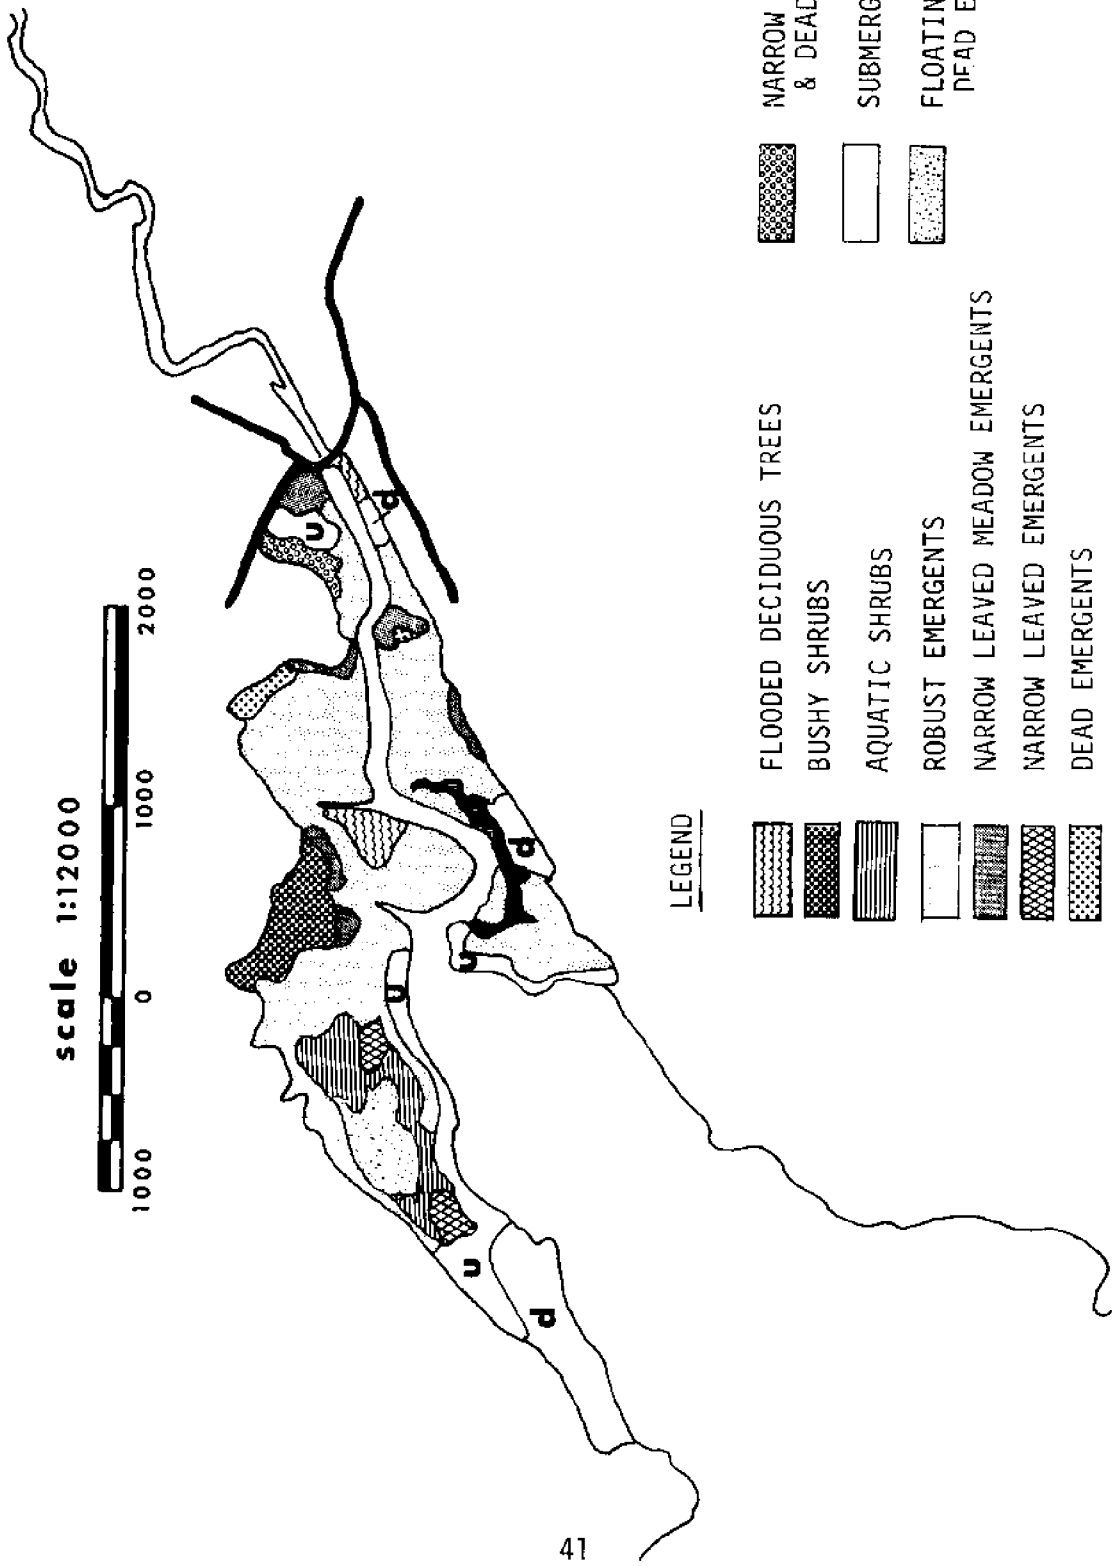 scale 1:12000
1000 0 1000 2000
u
d
u
u
d
u
d
LEGEND
FLOODED DECIDUOUS TREES
BUSHY SHRUBS
AQUATIC SHRUBS
ROBUST EMERGENTS
NARROW LEAVED MEADOW EMERGENTS
NARROW LEAVED EMERGENTS
DEAD EMERGENTS
NARROW
& DEAD
SUBMERG
FLOATIN
DEAD E
41